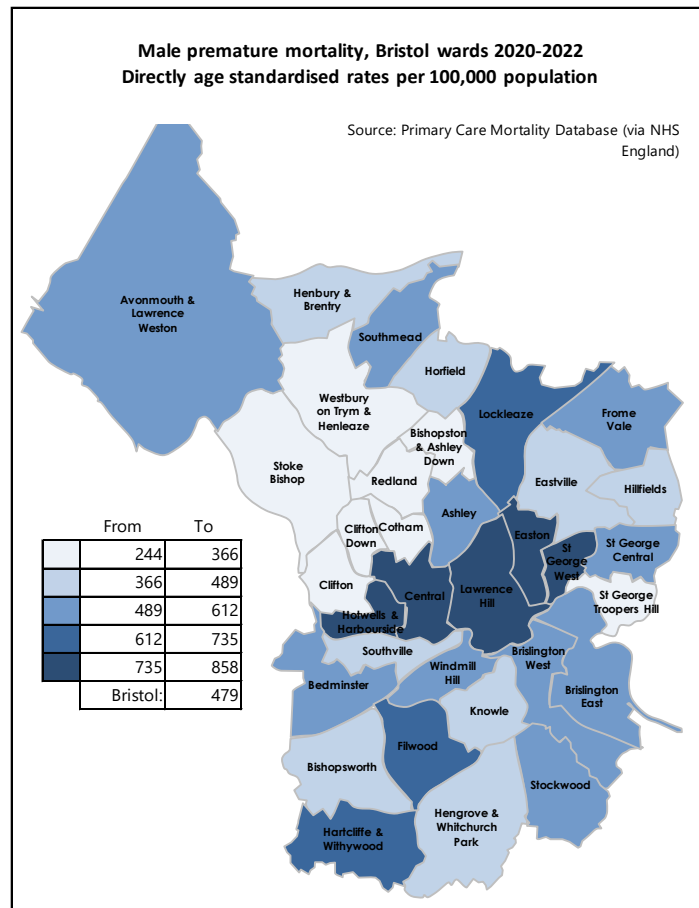 Male premature mortality, Bristol wards 2020-2022
Directly age standardised rates per 100,000 population
Source: Primary Care Mortality Database (via NHS
England)
Avonmouth &
Lawrence
Weston
Henbury &
Brentry
Southmead
Horfield
Westbury
on Trym &
Henleaze
Lockleaze
Frome
Vale
Bishopston
& Ashley
Down
Stoke
Bishop
Redland
Eastville
Hillfields
Ashley
Clifton
Down
Cotham
Easton
St
George
West
St George
Central
Clifton
Central
Lawrence
Hill
St George
Troopers Hill
Hotwells &
Harbourside
Southville
Windmill
Hill
Brislington
West
Bedminster
Brislington
East
Knowle
Filwood
Bishopsworth
Stockwood
Hengrove &
Whitchurch
Park
Hartcliffe &
Withywood
From To
244 366
366 489
489 612
612 735
735 858
Bristol: 479